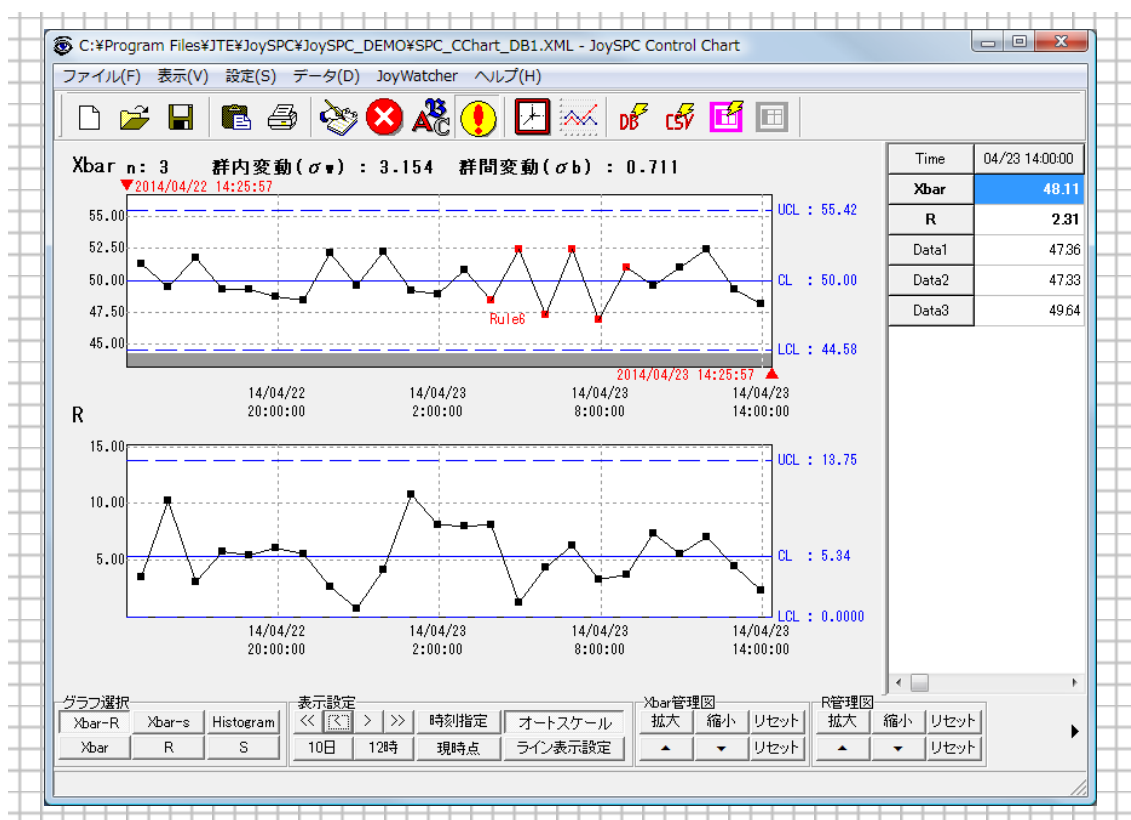 C:¥Program Files¥JTE¥JoySPC¥JoySPC_DEMO¥SPC_CChart_DB1.XML - JoySPC Control Chart
ファイル(F) 表示(V) 設定(S) データ(D) JoyWatcher ヘルプ(H)
ABC
DB CSV
Xbar n: 3 群内変動(σw) : 3.154 群間変動(σb) : 0.711
2014/04/22 14:25:57
55.00
52.50
50.00
47.50
45.00
UCL : 55.42
CL : 50.00
LCL : 44.58
Rule6
2014/04/23 14:25:57
14/04/22 14/04/23 14/04/23 14/04/23
20:00:00 2:00:00 8:00:00 14:00:00
R
15.00
10.00
5.00
UCL : 13.75
CL : 5.34
LCL : 0.0000
14/04/22 14/04/23 14/04/23 14/04/23
20:00:00 2:00:00 8:00:00 14:00:00
Time 04/23 14:00:00
Xbar 48.11
R 2.31
Data1 47.36
Data2 47.33
Data3 49.64
グラフ選択 表示設定 Xbar管理図 R管理図
Xbar-R Xbar-s Histogram << < > >> 時刻指定 オートスケール 拡大 縮小 リセット 拡大 縮小 リセット
Xbar R S 10日 12時 現時点 ライン表示設定 リセット リセット